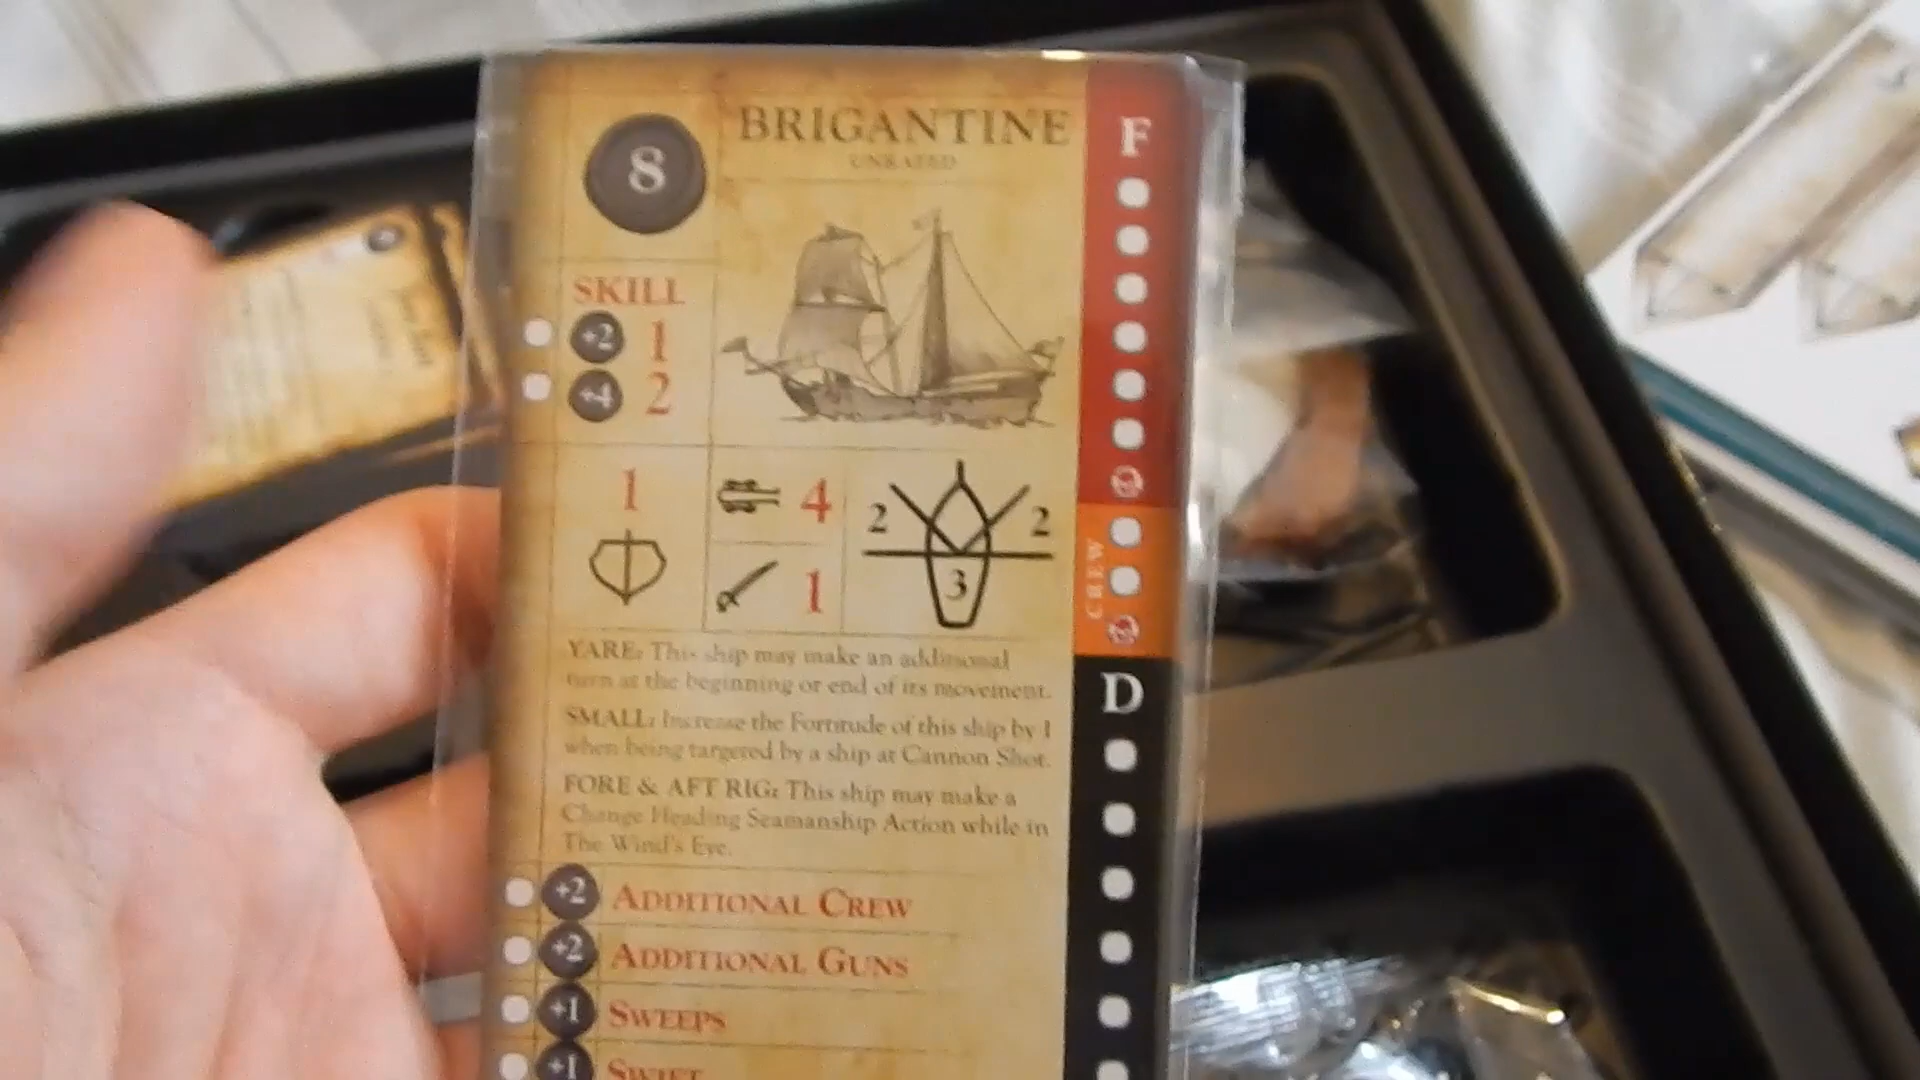 BRIGANTINE
UNRATED
8
F
SKILL
+2 1
+4 2
1
4
1
2 2
3
CREW
D
YARE: This ship may make an additional
turn at the beginning or end of its movement.
SMALL: Increase the Fortitude of this ship by 1
when being targeted by a ship at Cannon Shot.
FORE & AFT RIG: This ship may make a
Change Heading Seamanship Action while in
The Wind's Eye.
+2 ADDITIONAL CREW
+2 ADDITIONAL GUNS
+1 SWEEPS
+1 SWIFT